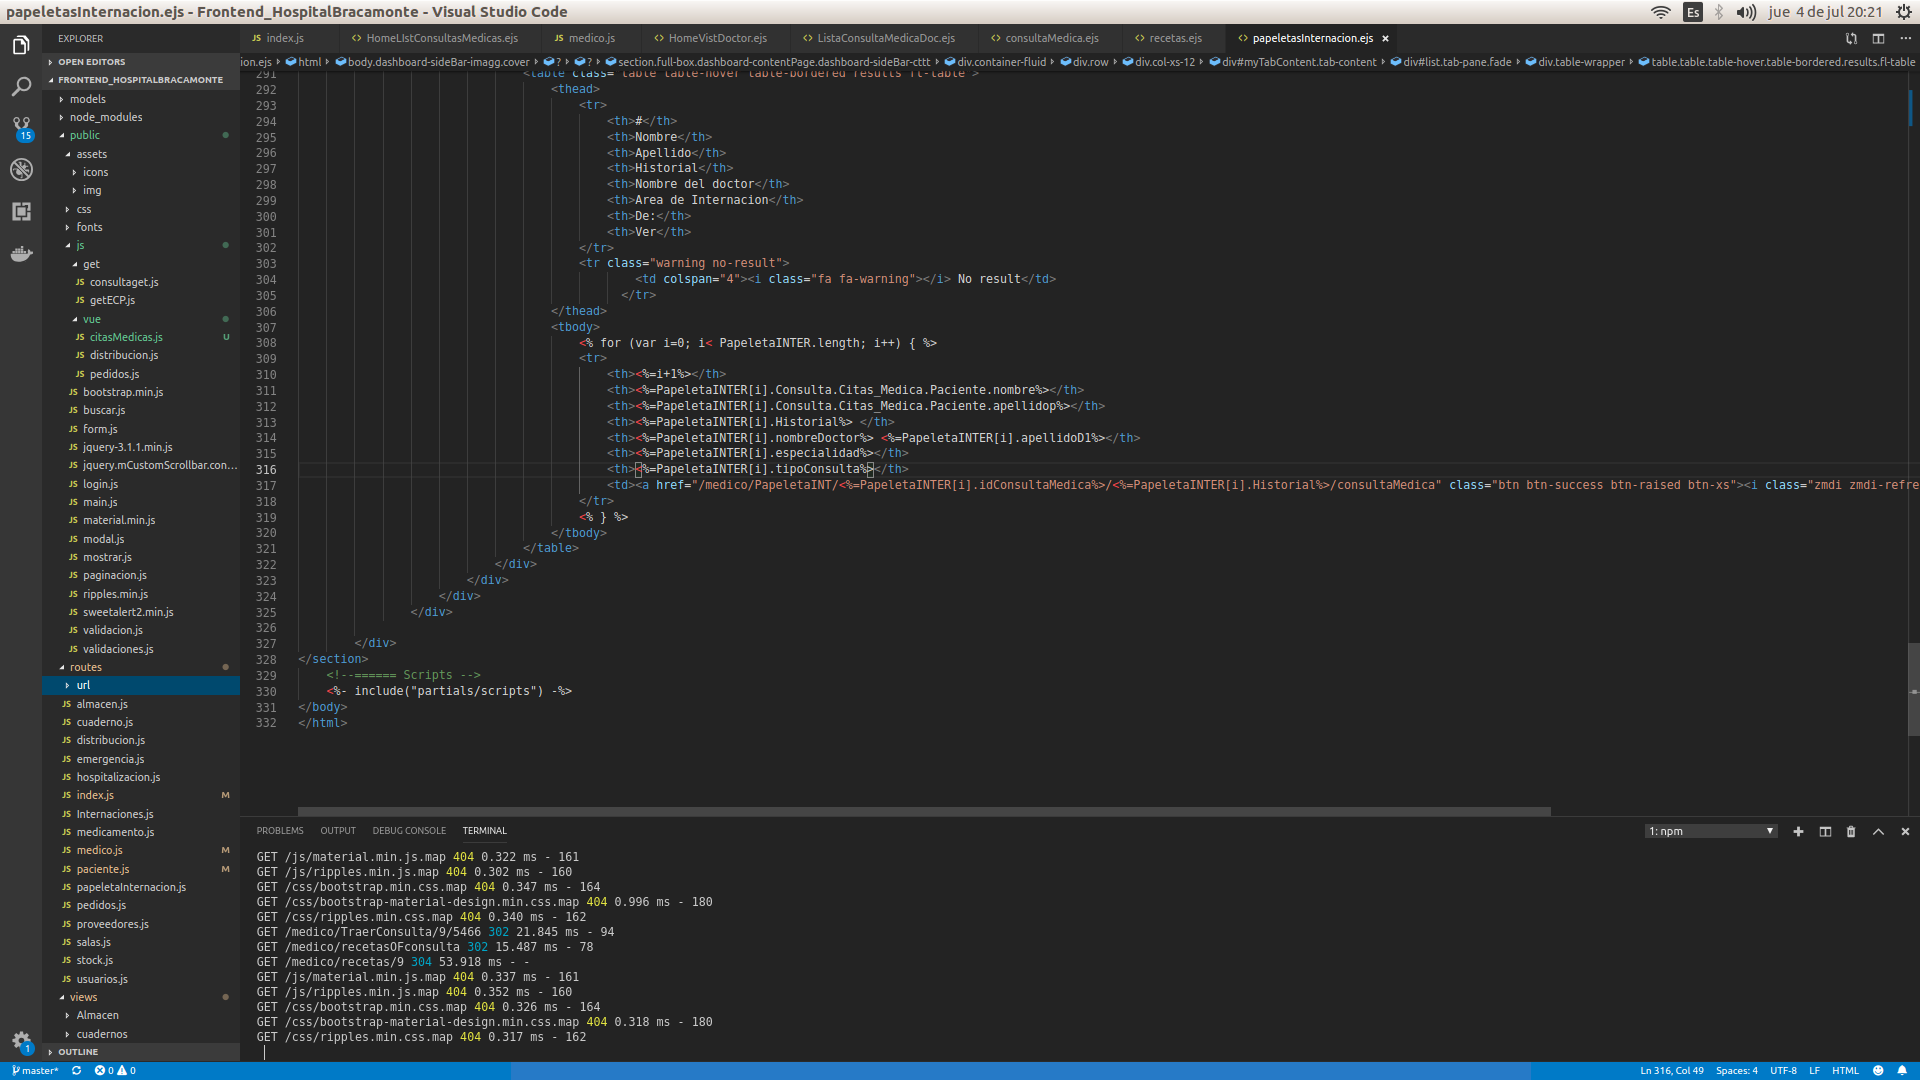 papeletasInternacion.ejs - Frontend_HospitalBracamonte - Visual Studio Code
Es
jue 4 de jul 20:21
EXPLORER
index.js
HomeLIstConsultasMedicas.ejs
medico.js
HomeVistDoctor.ejs
ListaConsultaMedicaDoc.ejs
consultaMedica.ejs
recetas.ejs
papeletasInternacion.ejs
OPEN EDITORS
FRONTEND_HOSPITALBRACAMONTE
models
node_modules
public
assets
icons
img
css
fonts
js
get
consultaget.js
getECP.js
vue
citasMedicas.js U
distribucion.js
pedidos.js
bootstrap.min.js
buscar.js
form.js
jquery-3.1.1.min.js
jquery.mCustomScrollbar.con...
login.js
main.js
material.min.js
modal.js
mostrar.js
paginacion.js
ripples.min.js
sweetalert2.min.js
validacion.js
validaciones.js
routes
url
almacen.js
cuaderno.js
distribucion.js
emergencia.js
hospitalizacion.js
index.js M
Internaciones.js
medicamento.js
medico.js M
paciente.js M
papeletaInternacion.js
pedidos.js
proveedores.js
salas.js
stock.js
usuarios.js
views
Almacen
cuadernos
OUTLINE
15
1
ion.ejs › html › body.dashboard-sideBar-imagg.cover › ? › ? › section.full-box.dashboard-contentPage.dashboard-sideBar-cttt › div.container-fluid › div.row › div.col-xs-12 › div#myTabContent.tab-content › div#list.tab-pane.fade › div.table-wrapper › table.table.table-hover.table-bordered.results.fl-table
291 <table class="table table-hover table-bordered results fl-table">
292 <thead>
293 <tr>
294 <th>#</th>
295 <th>Nombre</th>
296 <th>Apellido</th>
297 <th>Historial</th>
298 <th>Nombre del doctor</th>
299 <th>Area de Internacion</th>
300 <th>De:</th>
301 <th>Ver</th>
302 </tr>
303 <tr class="warning no-result">
304 <td colspan="4"><i class="fa fa-warning"></i> No result</td>
305 </tr>
306 </thead>
307 <tbody>
308 <% for (var i=0; i< PapeletaINTER.length; i++) { %>
309 <tr>
310 <th><%=i+1%></th>
311 <th><%=PapeletaINTER[i].Consulta.Citas_Medica.Paciente.nombre%></th>
312 <th><%=PapeletaINTER[i].Consulta.Citas_Medica.Paciente.apellidop%></th>
313 <th><%=PapeletaINTER[i].Historial%> </th>
314 <th><%=PapeletaINTER[i].nombreDoctor%> <%=PapeletaINTER[i].apellidoD1%></th>
315 <th><%=PapeletaINTER[i].especialidad%></th>
316 <th><%=PapeletaINTER[i].tipoConsulta%></th>
317 <td><a href="/medico/PapeletaINT/<%=PapeletaINTER[i].idConsultaMedica%>/<%=PapeletaINTER[i].Historial%>/consultaMedica" class="btn btn-success btn-raised btn-xs"><i class="zmdi zmdi-refre
318 </tr>
319 <% } %>
320 </tbody>
321 </table>
322 </div>
323 </div>
324 </div>
325 </div>
326
327 </div>
328 </section>
329 <!--====== Scripts -->
330 <%- include("partials/scripts") -%>
331 </body>
332 </html>
PROBLEMS OUTPUT DEBUG CONSOLE TERMINAL
1: npm
GET /js/material.min.js.map 404 0.322 ms - 161
GET /js/ripples.min.js.map 404 0.302 ms - 160
GET /css/bootstrap.min.css.map 404 0.347 ms - 164
GET /css/bootstrap-material-design.min.css.map 404 0.996 ms - 180
GET /css/ripples.min.css.map 404 0.340 ms - 162
GET /medico/TraerConsulta/9/5466 302 21.845 ms - 94
GET /medico/recetasOFconsulta 302 15.487 ms - 78
GET /medico/recetas/9 304 53.918 ms - -
GET /js/material.min.js.map 404 0.337 ms - 161
GET /js/ripples.min.js.map 404 0.352 ms - 160
GET /css/bootstrap.min.css.map 404 0.326 ms - 164
GET /css/bootstrap-material-design.min.css.map 404 0.318 ms - 180
GET /css/ripples.min.css.map 404 0.317 ms - 162
master* 0 0
Ln 316, Col 49 Spaces: 4 UTF-8 LF HTML